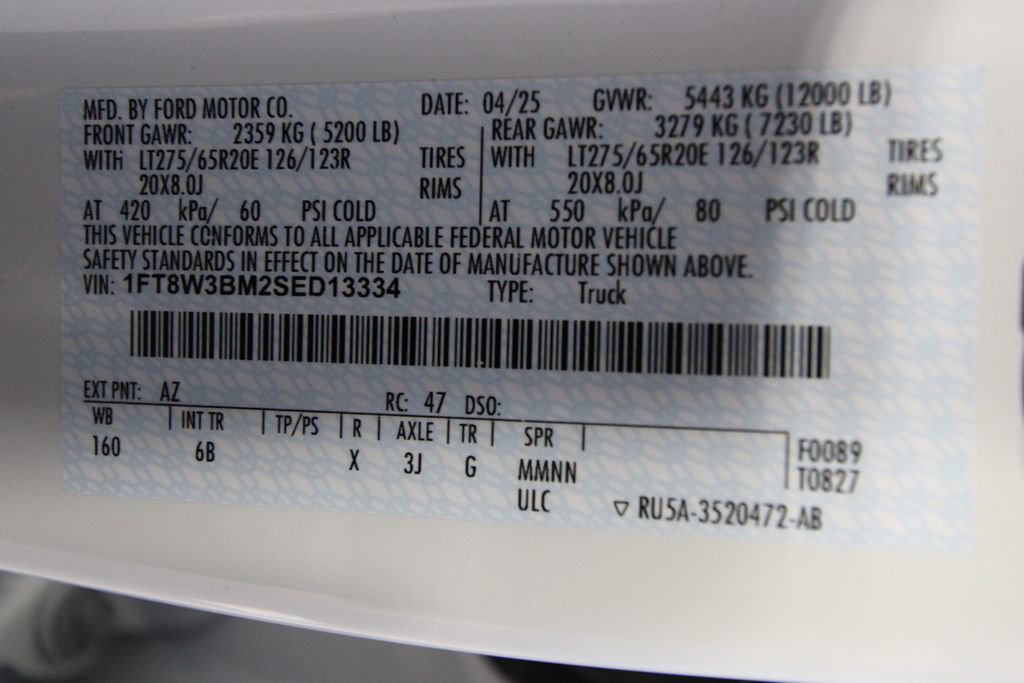 MFD. BY FORD MOTOR CO. DATE: 04/25 GVWR: 5443 KG (12000 LB)
FRONT GAWR: 2359 KG ( 5200 LB) REAR GAWR: 3279 KG ( 7230 LB)
WITH LT275/65R20E 126/123R TIRES WITH LT275/65R20E 126/123R TIRES
20X8.0J RIMS 20X8.0J RIMS
AT 420 kPa/ 60 PSI COLD AT 550 kPa/ 80 PSI COLD
THIS VEHICLE CONFORMS TO ALL APPLICABLE FEDERAL MOTOR VEHICLE
SAFETY STANDARDS IN EFFECT ON THE DATE OF MANUFACTURE SHOWN ABOVE.
VIN: 1FT8W3BM2SED13334 TYPE: Truck
EXT PNT: AZ RC: 47 DSO:
WB INT TR TP/PS R AXLE TR SPR F0089
160 6B X 3J G MMNN T0827
ULC ▽ RU5A-3520472-AB